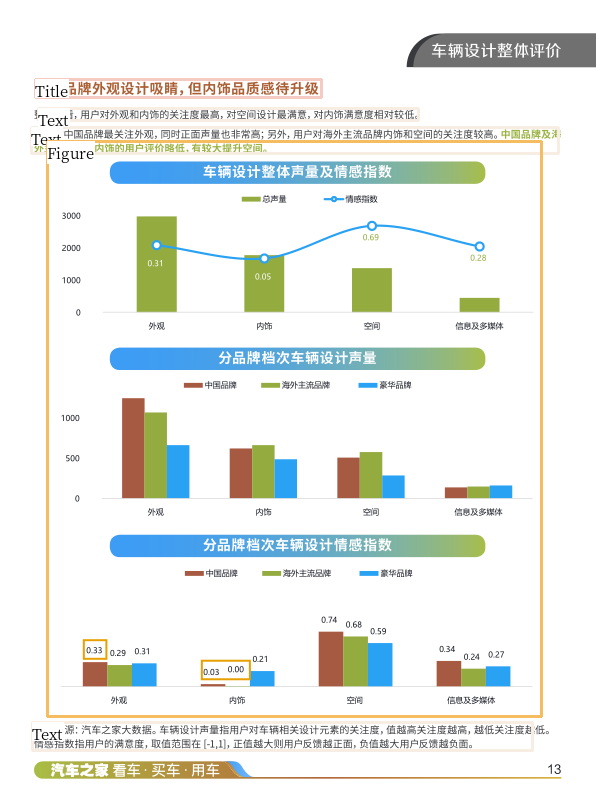 车辆设计整体评价
Title
品牌外观设计吸睛，但内饰品质感待升级
Text
，用户对外观和内饰的关注度最高，对空间设计最满意，对内饰满意度相对较低。
Text
中国品牌最关注外观，同时正面声量也非常高；另外，用户对海外主流品牌内饰和空间的关注度较高。中国品牌及海
外
内饰的用户评价略低，有较大提升空间。
Figure
车辆设计整体声量及情感指数
总声量 情感指数
3000
2000
1000
0
0.31
0.05
0.69
0.28
外观 内饰 空间 信息及多媒体
分品牌档次车辆设计声量
中国品牌 海外主流品牌 豪华品牌
1000
500
0
外观 内饰 空间 信息及多媒体
分品牌档次车辆设计情感指数
中国品牌 海外主流品牌 豪华品牌
0.33 0.29 0.31
0.03 0.00 0.21
0.74 0.68 0.59
0.34 0.24 0.27
外观 内饰 空间 信息及多媒体
Text
源：汽车之家大数据。车辆设计声量指用户对车辆相关设计元素的关注度，值越高关注度越高，越低关注度越低。
情感指数指用户的满意度，取值范围在 [-1,1]，正值越大则用户反馈越正面，负值越大用户反馈越负面。
汽车之家 看车·买车·用车
13